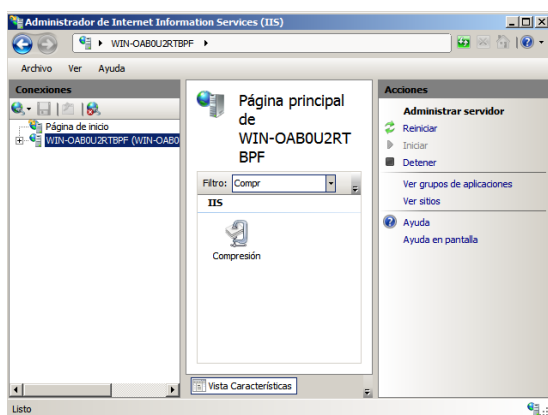 Administrador de Internet Information Services (IIS)
WIN-OAB0U2RTBPF
Archivo Ver Ayuda
Conexiones
Página de inicio
WIN-OAB0U2RTBPF (WIN-OAB0
Página principal
de
WIN-OAB0U2RT
BPF
Filtro: Compr
IIS
Compresión
Vista Características
Acciones
Administrar servidor
Reiniciar
Iniciar
Detener
Ver grupos de aplicaciones
Ver sitios
Ayuda
Ayuda en pantalla
Listo